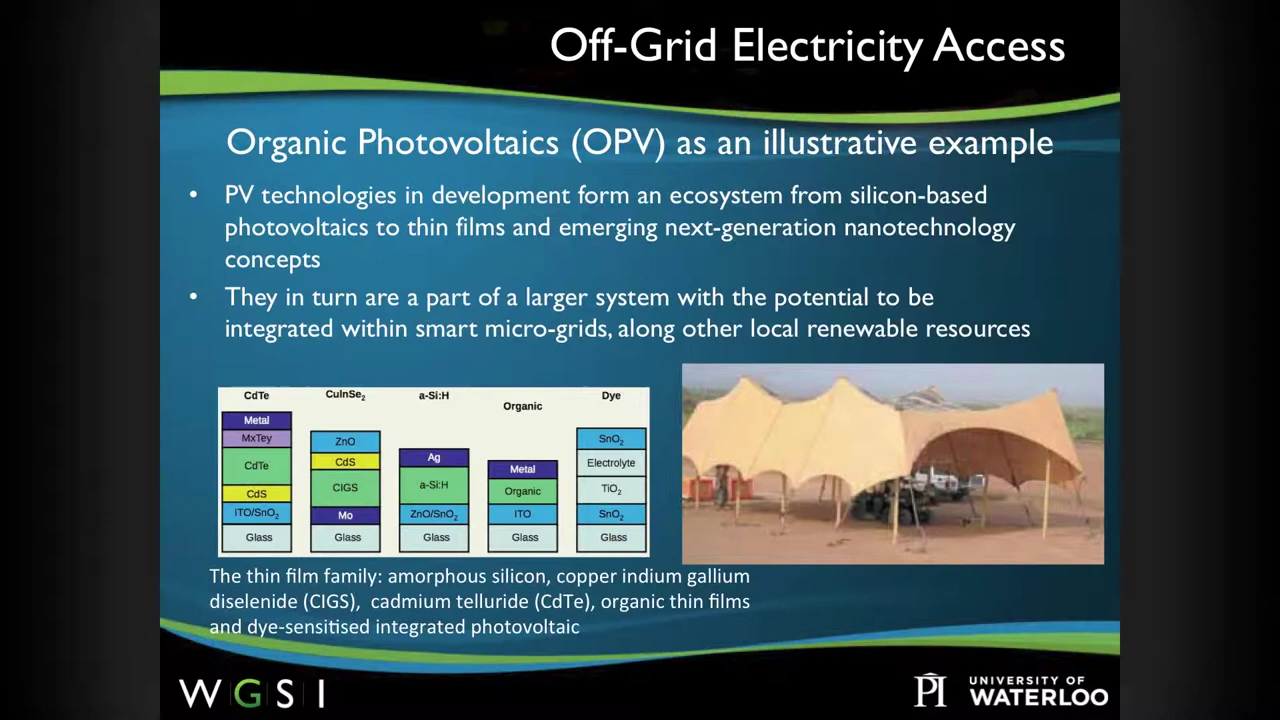 Off-Grid Electricity Access
Organic Photovoltaics (OPV) as an illustrative example
• PV technologies in development form an ecosystem from silicon-based
photovoltaics to thin films and emerging next-generation nanotechnology
concepts
• They in turn are a part of a larger system with the potential to be
integrated within smart micro-grids, along other local renewable resources
CdTe
Metal
MxTey
CdTe
CdS
ITO/SnO2
Glass
CuInSe2
ZnO
CdS
CIGS
Mo
Glass
a-Si:H
Ag
a-Si:H
ZnO/SnO2
Glass
Organic
Metal
Organic
ITO
Glass
Dye
SnO2
Electrolyte
TiO2
SnO2
Glass
The thin film family: amorphous silicon, copper indium gallium
diselenide (CIGS), cadmium telluride (CdTe), organic thin films
and dye-sensitised integrated photovoltaic
WGSI
PI
UNIVERSITY OF
WATERLOO